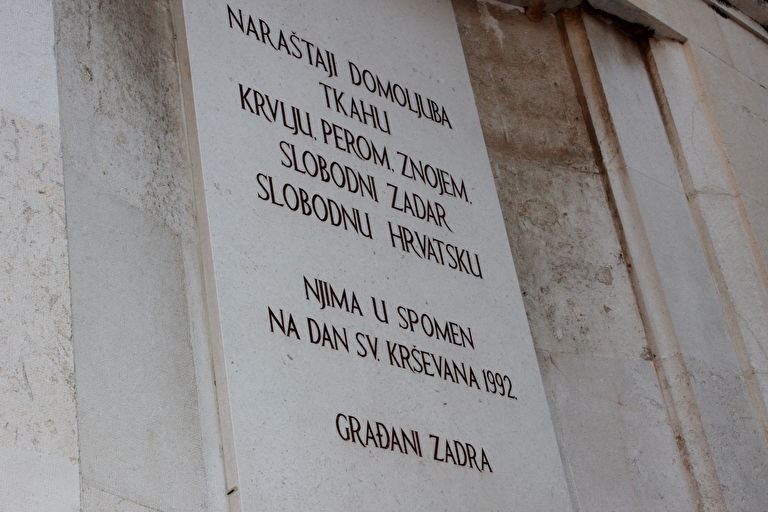 NARAŠTAJI DOMOLJUBA
TKAHU
KRVLJU, PEROM, ZNOJEM,
SLOBODNI ZADAR
SLOBODNU HRVATSKU
NJIMA U SPOMEN
NA DAN SV. KRŠEVANA 1992.
GRAĐANI ZADRA